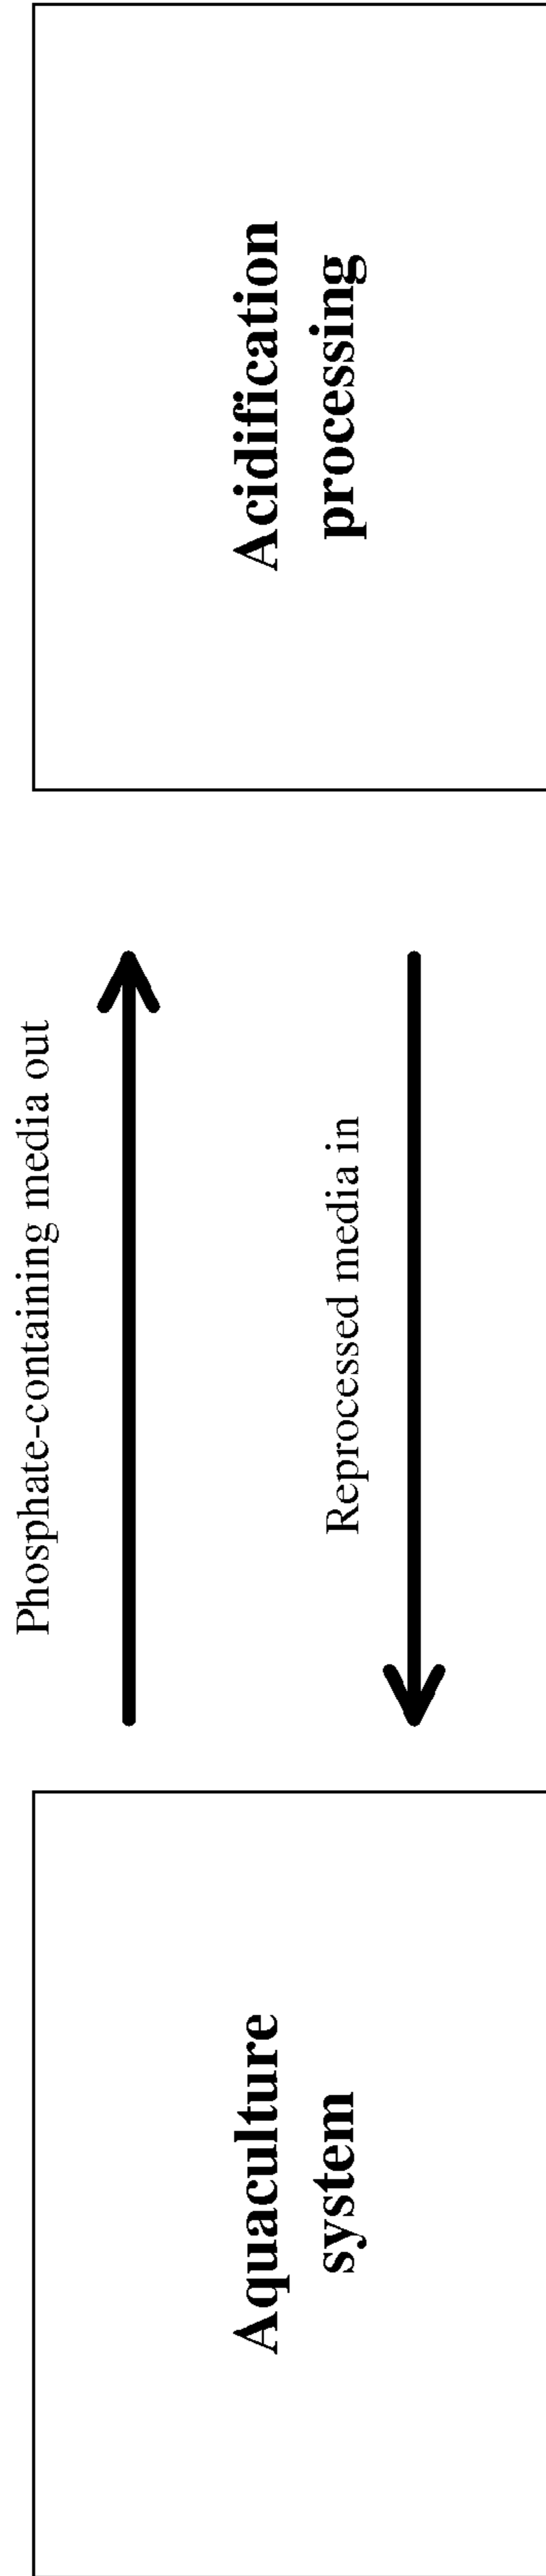 Aquaculture
system
Phosphate-containing media out
Reprocessed media in
Acidification
processing